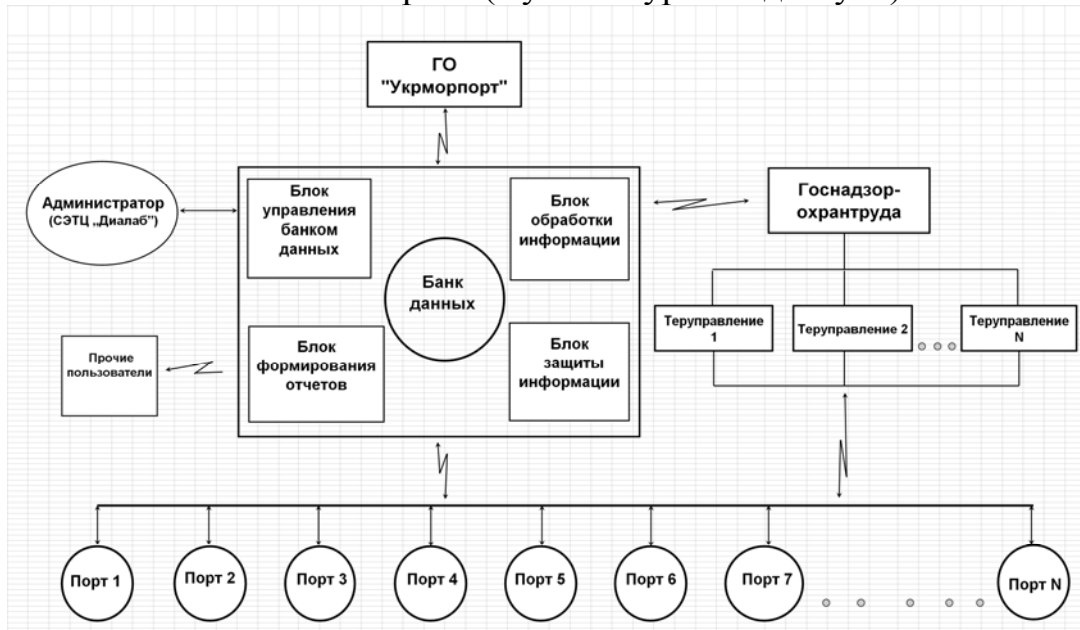 ГО
"Укрморпорт"
Администратор
(СЭТЦ „Диалаб")
Блок
управления
банком
данных
Блок
обработки
информации
Госнадзор-
охрантруда
Банк
данных
Теруправление
1
Теруправление 2
Теруправление
N
Прочие
пользователи
Блок
формирования
отчетов
Блок
защиты
информации
Порт 1
Порт 2
Порт 3
Порт 4
Порт 5
Порт 6
Порт 7
Порт N